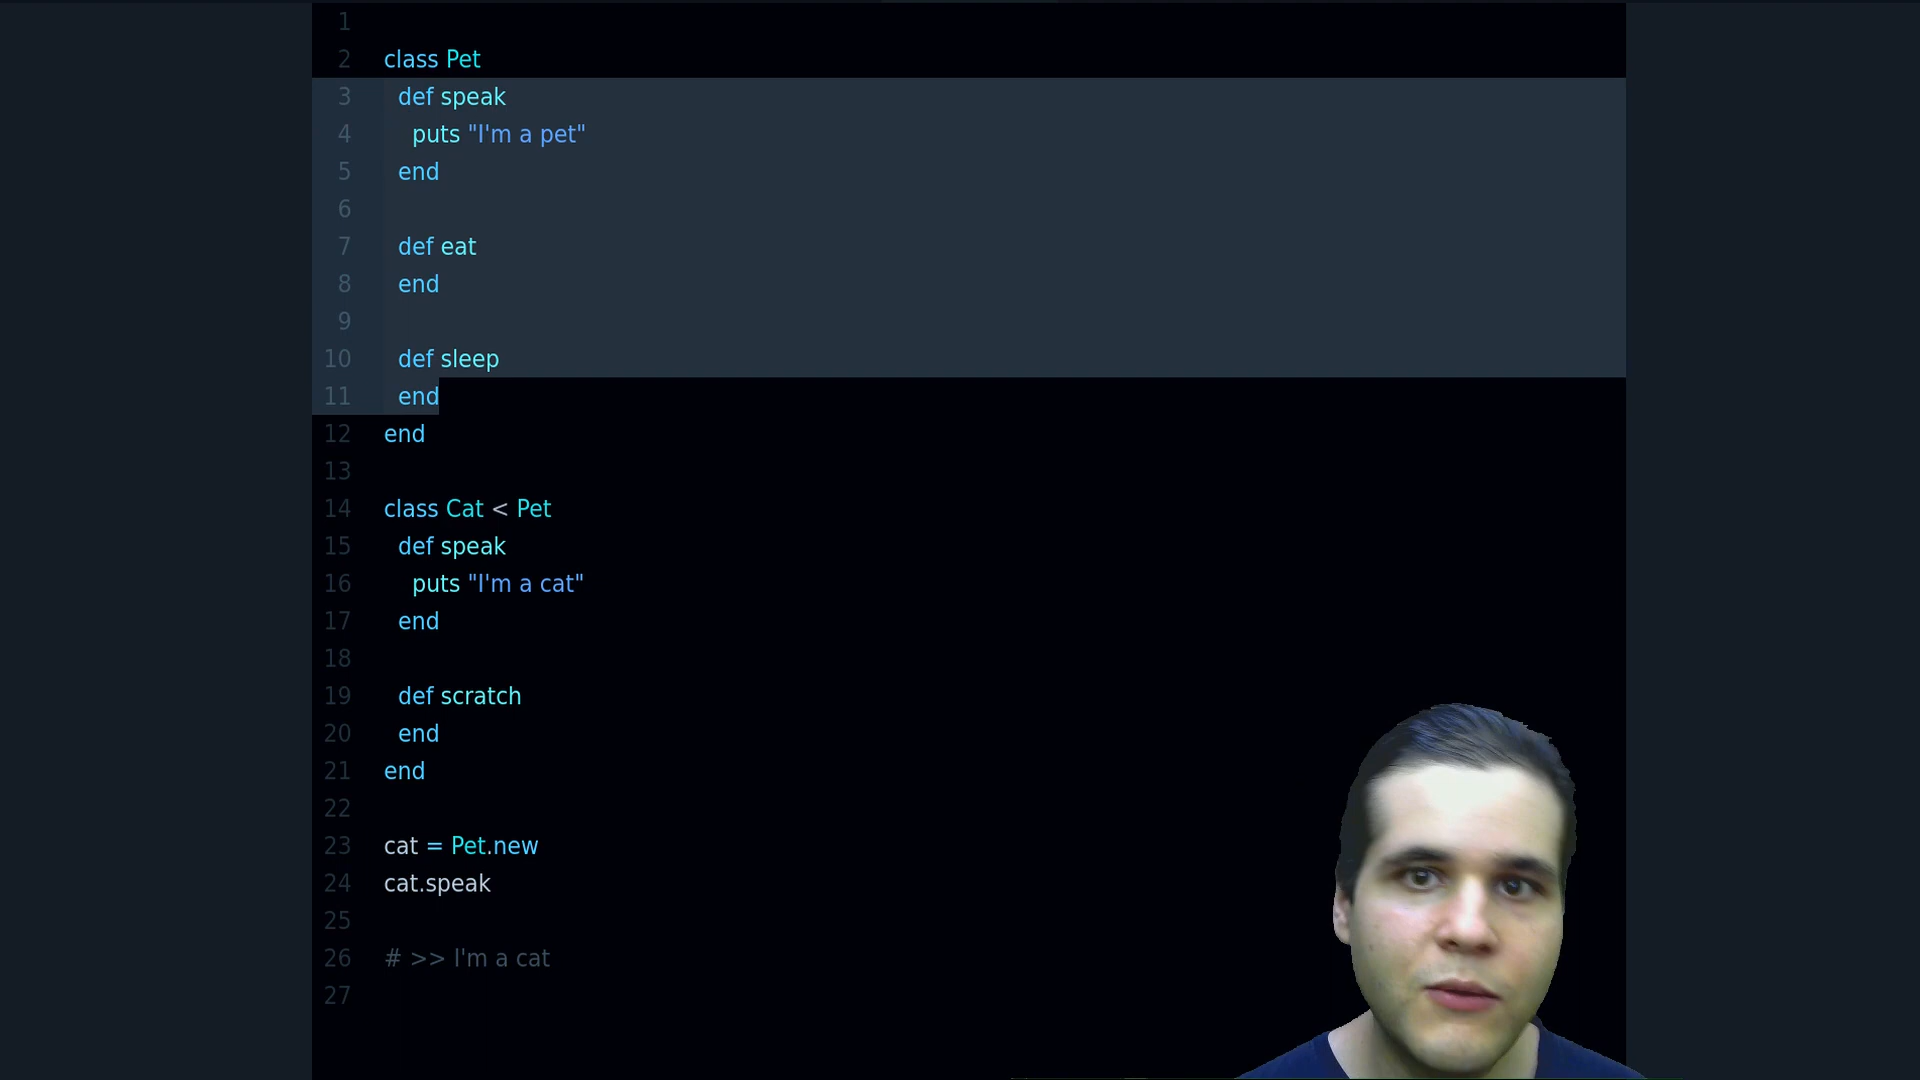 1
2 class Pet
3 def speak
4 puts "I'm a pet"
5 end
6
7 def eat
8 end
9
10 def sleep
11 end
12 end
13
14 class Cat < Pet
15 def speak
16 puts "I'm a cat"
17 end
18
19 def scratch
20 end
21 end
22
23 cat = Pet.new
24 cat.speak
25
26 # >> I'm a cat
27